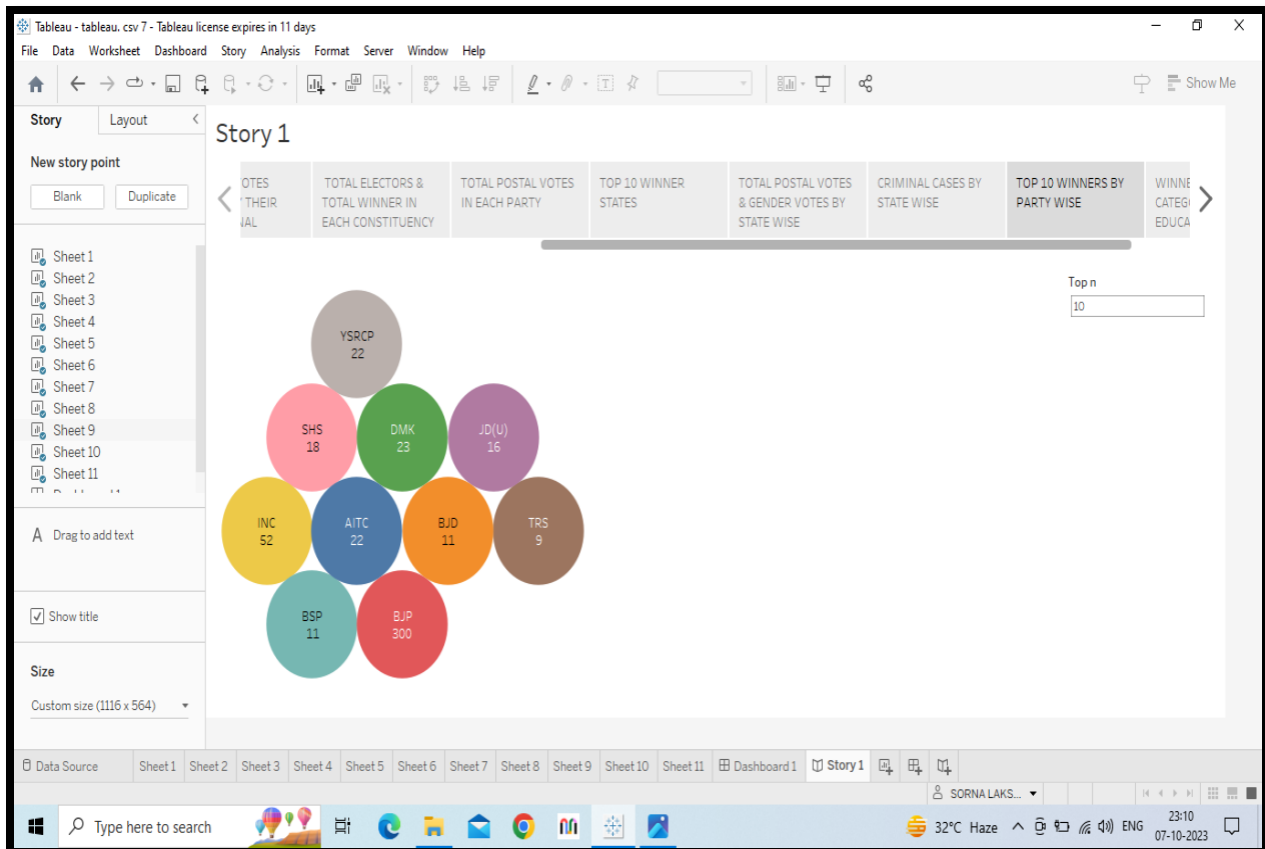 Tableau - tableau. csv 7 - Tableau license expires in 11 days
File Data Worksheet Dashboard Story Analysis Format Server Window Help
Show Me
Story Layout
New story point
Blank Duplicate
Sheet 1
Sheet 2
Sheet 3
Sheet 4
Sheet 5
Sheet 6
Sheet 7
Sheet 8
Sheet 9
Sheet 10
Sheet 11
A Drag to add text
Show title
Size
Custom size (1116 x 564)
Story 1
OTES
THEIR
NAL
TOTAL ELECTORS &
TOTAL WINNER IN
EACH CONSTITUENCY
TOTAL POSTAL VOTES
IN EACH PARTY
TOP 10 WINNER
STATES
TOTAL POSTAL VOTES
& GENDER VOTES BY
STATE WISE
CRIMINAL CASES BY
STATE WISE
TOP 10 WINNERS BY
PARTY WISE
WINNE
CATEG
EDUCA
Top n
10
YSRCP
22
SHS
18
DMK
23
JD(U)
16
INC
52
AITC
22
BJD
11
TRS
9
BSP
11
BJP
300
Data Source Sheet 1 Sheet 2 Sheet 3 Sheet 4 Sheet 5 Sheet 6 Sheet 7 Sheet 8 Sheet 9 Sheet 10 Sheet 11 Dashboard 1 Story 1
SORNA LAKS...
Type here to search
32°C Haze
ENG
23:10
07-10-2023